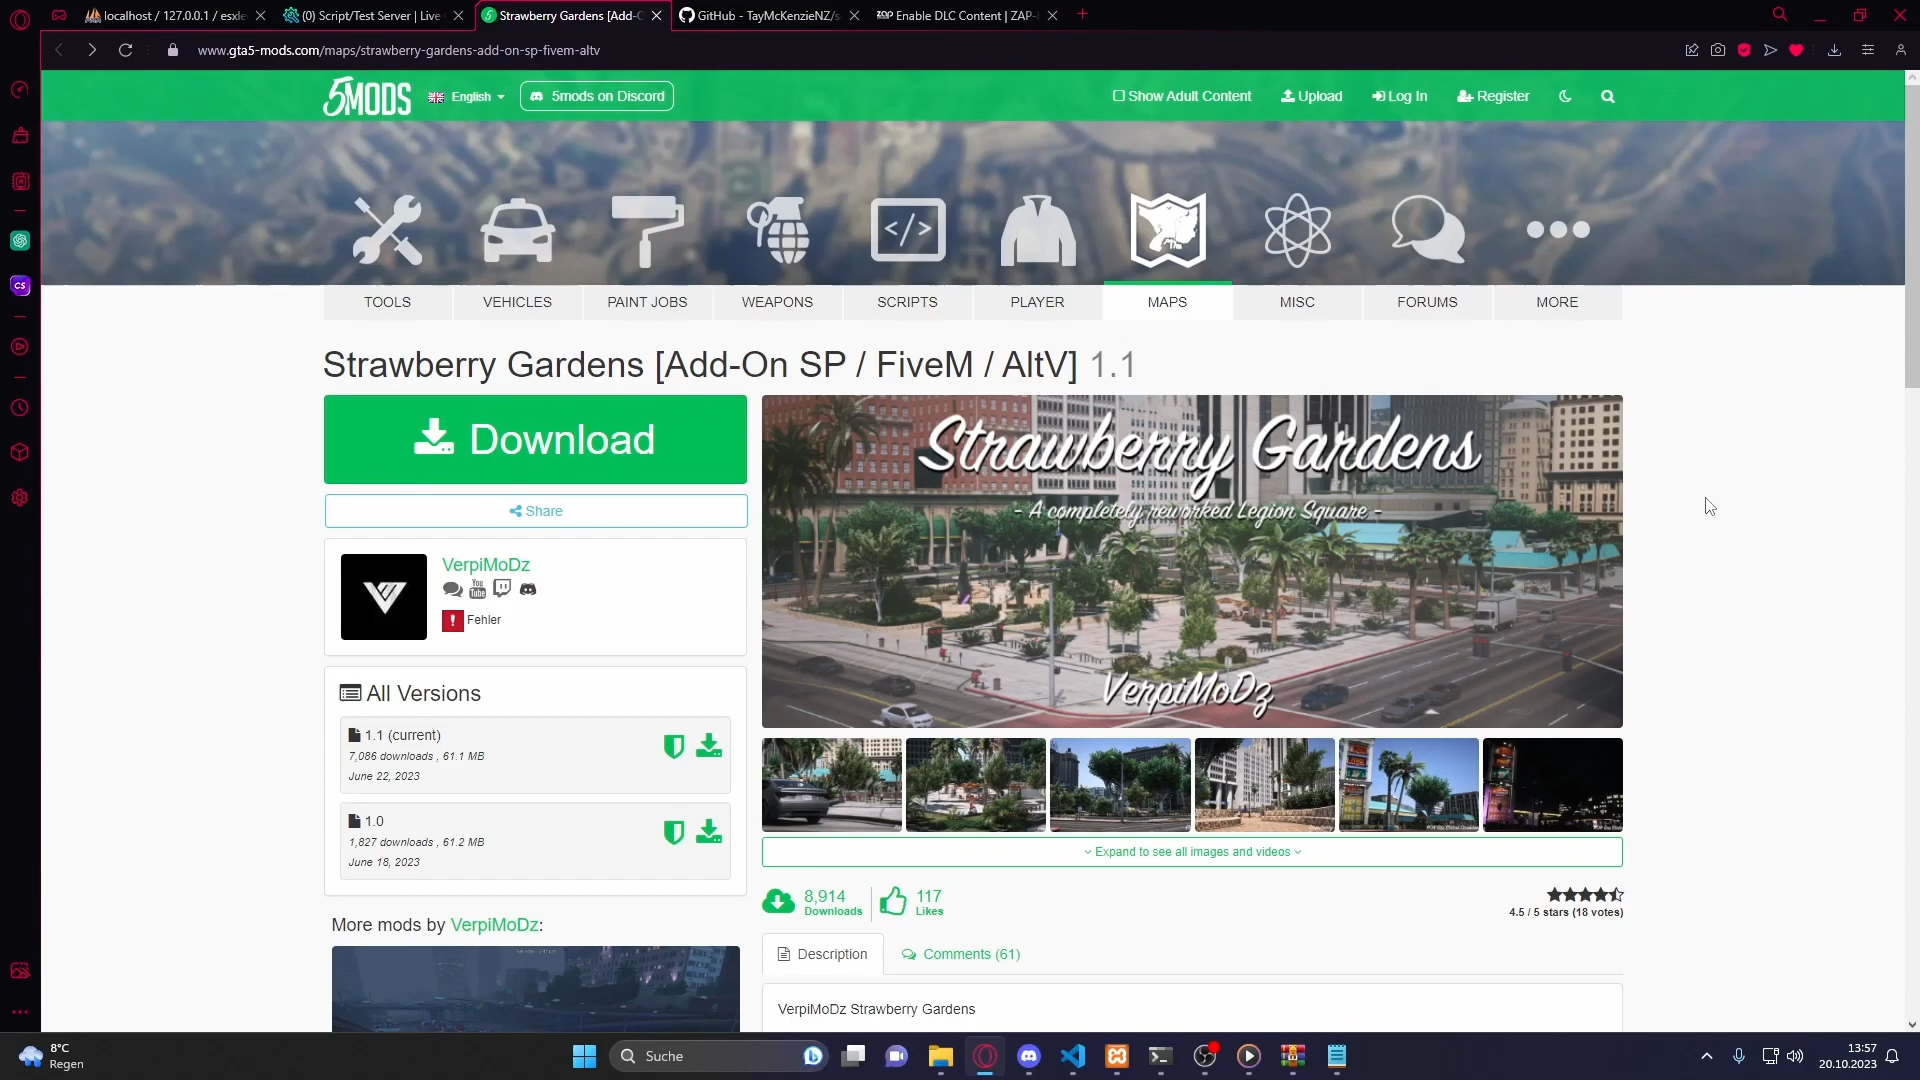 localhost / 127.0.0.1 / esxle
(0) Script/Test Server | Live
Strawberry Gardens [Add-C
GitHub - TayMcKenzieNZ/s
ZAP Enable DLC Content | ZAP-
www.gta5-mods.com/maps/strawberry-gardens-add-on-sp-fivem-altv
5MODS
English
5mods on Discord
Show Adult Content
Upload
Log In
Register
CS
TOOLS
VEHICLES
PAINT JOBS
WEAPONS
SCRIPTS
PLAYER
MAPS
MISC
FORUMS
MORE
Strawberry Gardens [Add-On SP / FiveM / AltV] 1.1
Download
Share
VerpiMoDz
You Tube
Fehler
Strawberry Gardens
- A completely reworked Legion Square -
VerpiMoDz
All Versions
1.1 (current)
7,086 downloads , 61.1 MB
June 22, 2023
1.0
1,827 downloads , 61.2 MB
June 18, 2023
Expand to see all images and videos
8,914
Downloads
117
Likes
4.5 / 5 stars (18 votes)
More mods by VerpiMoDz:
Description
Comments (61)
VerpiMoDz Strawberry Gardens
8°C
Regen
Suche
13:57
20.10.2023